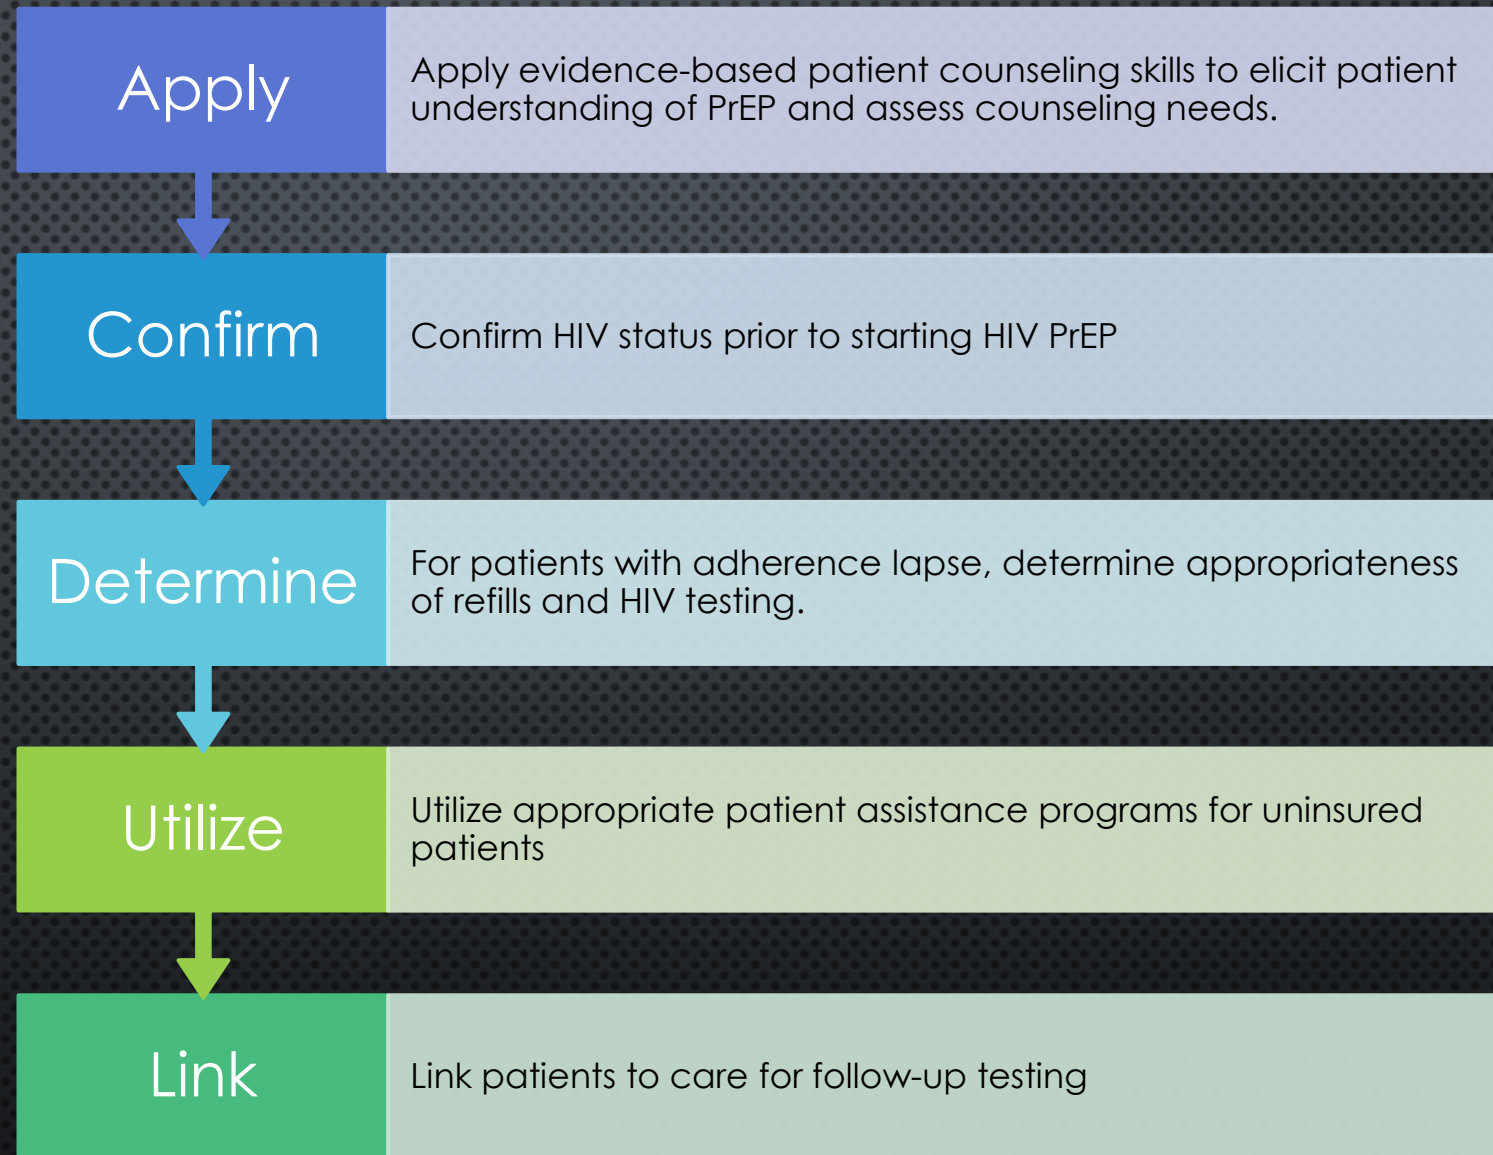 Apply
Apply evidence-based patient counseling skills to elicit patient
understanding of PrEP and assess counseling needs.
Confirm
Confirm HIV status prior to starting HIV PrEP
Determine
For patients with adherence lapse, determine appropriateness
of refills and HIV testing.
Utilize
Utilize appropriate patient assistance programs for uninsured
patients
Link
Link patients to care for follow-up testing